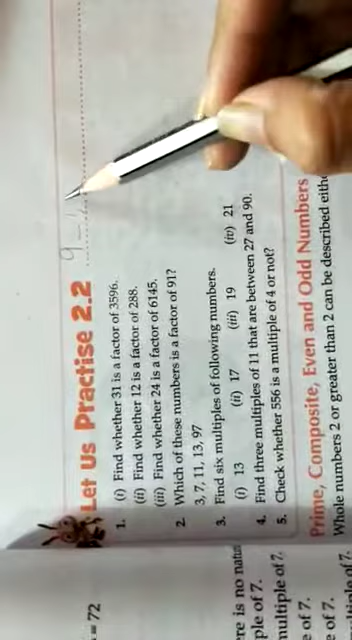 = 72
re is no natu
ple of 7.
multiple of 7.
e of 7.
e of 7.
Let Us Practise 2.2
1. (i) Find whether 31 is a factor of 3596.
(ii) Find whether 12 is a factor of 288.
(iii) Find whether 24 is a factor of 6145.
2. Which of these numbers is a factor of 91?
3, 7, 11, 13, 97
3. Find six multiples of following numbers.
(i) 13 (ii) 17 (iii) 19 (iv) 21
4. Find three multiples of 11 that are between 27 and 90.
5. Check whether 556 is a multiple of 4 or not?
Prime, Composite, Even and Odd Numbers
Whole numbers 2 or greater than 2 can be described eith